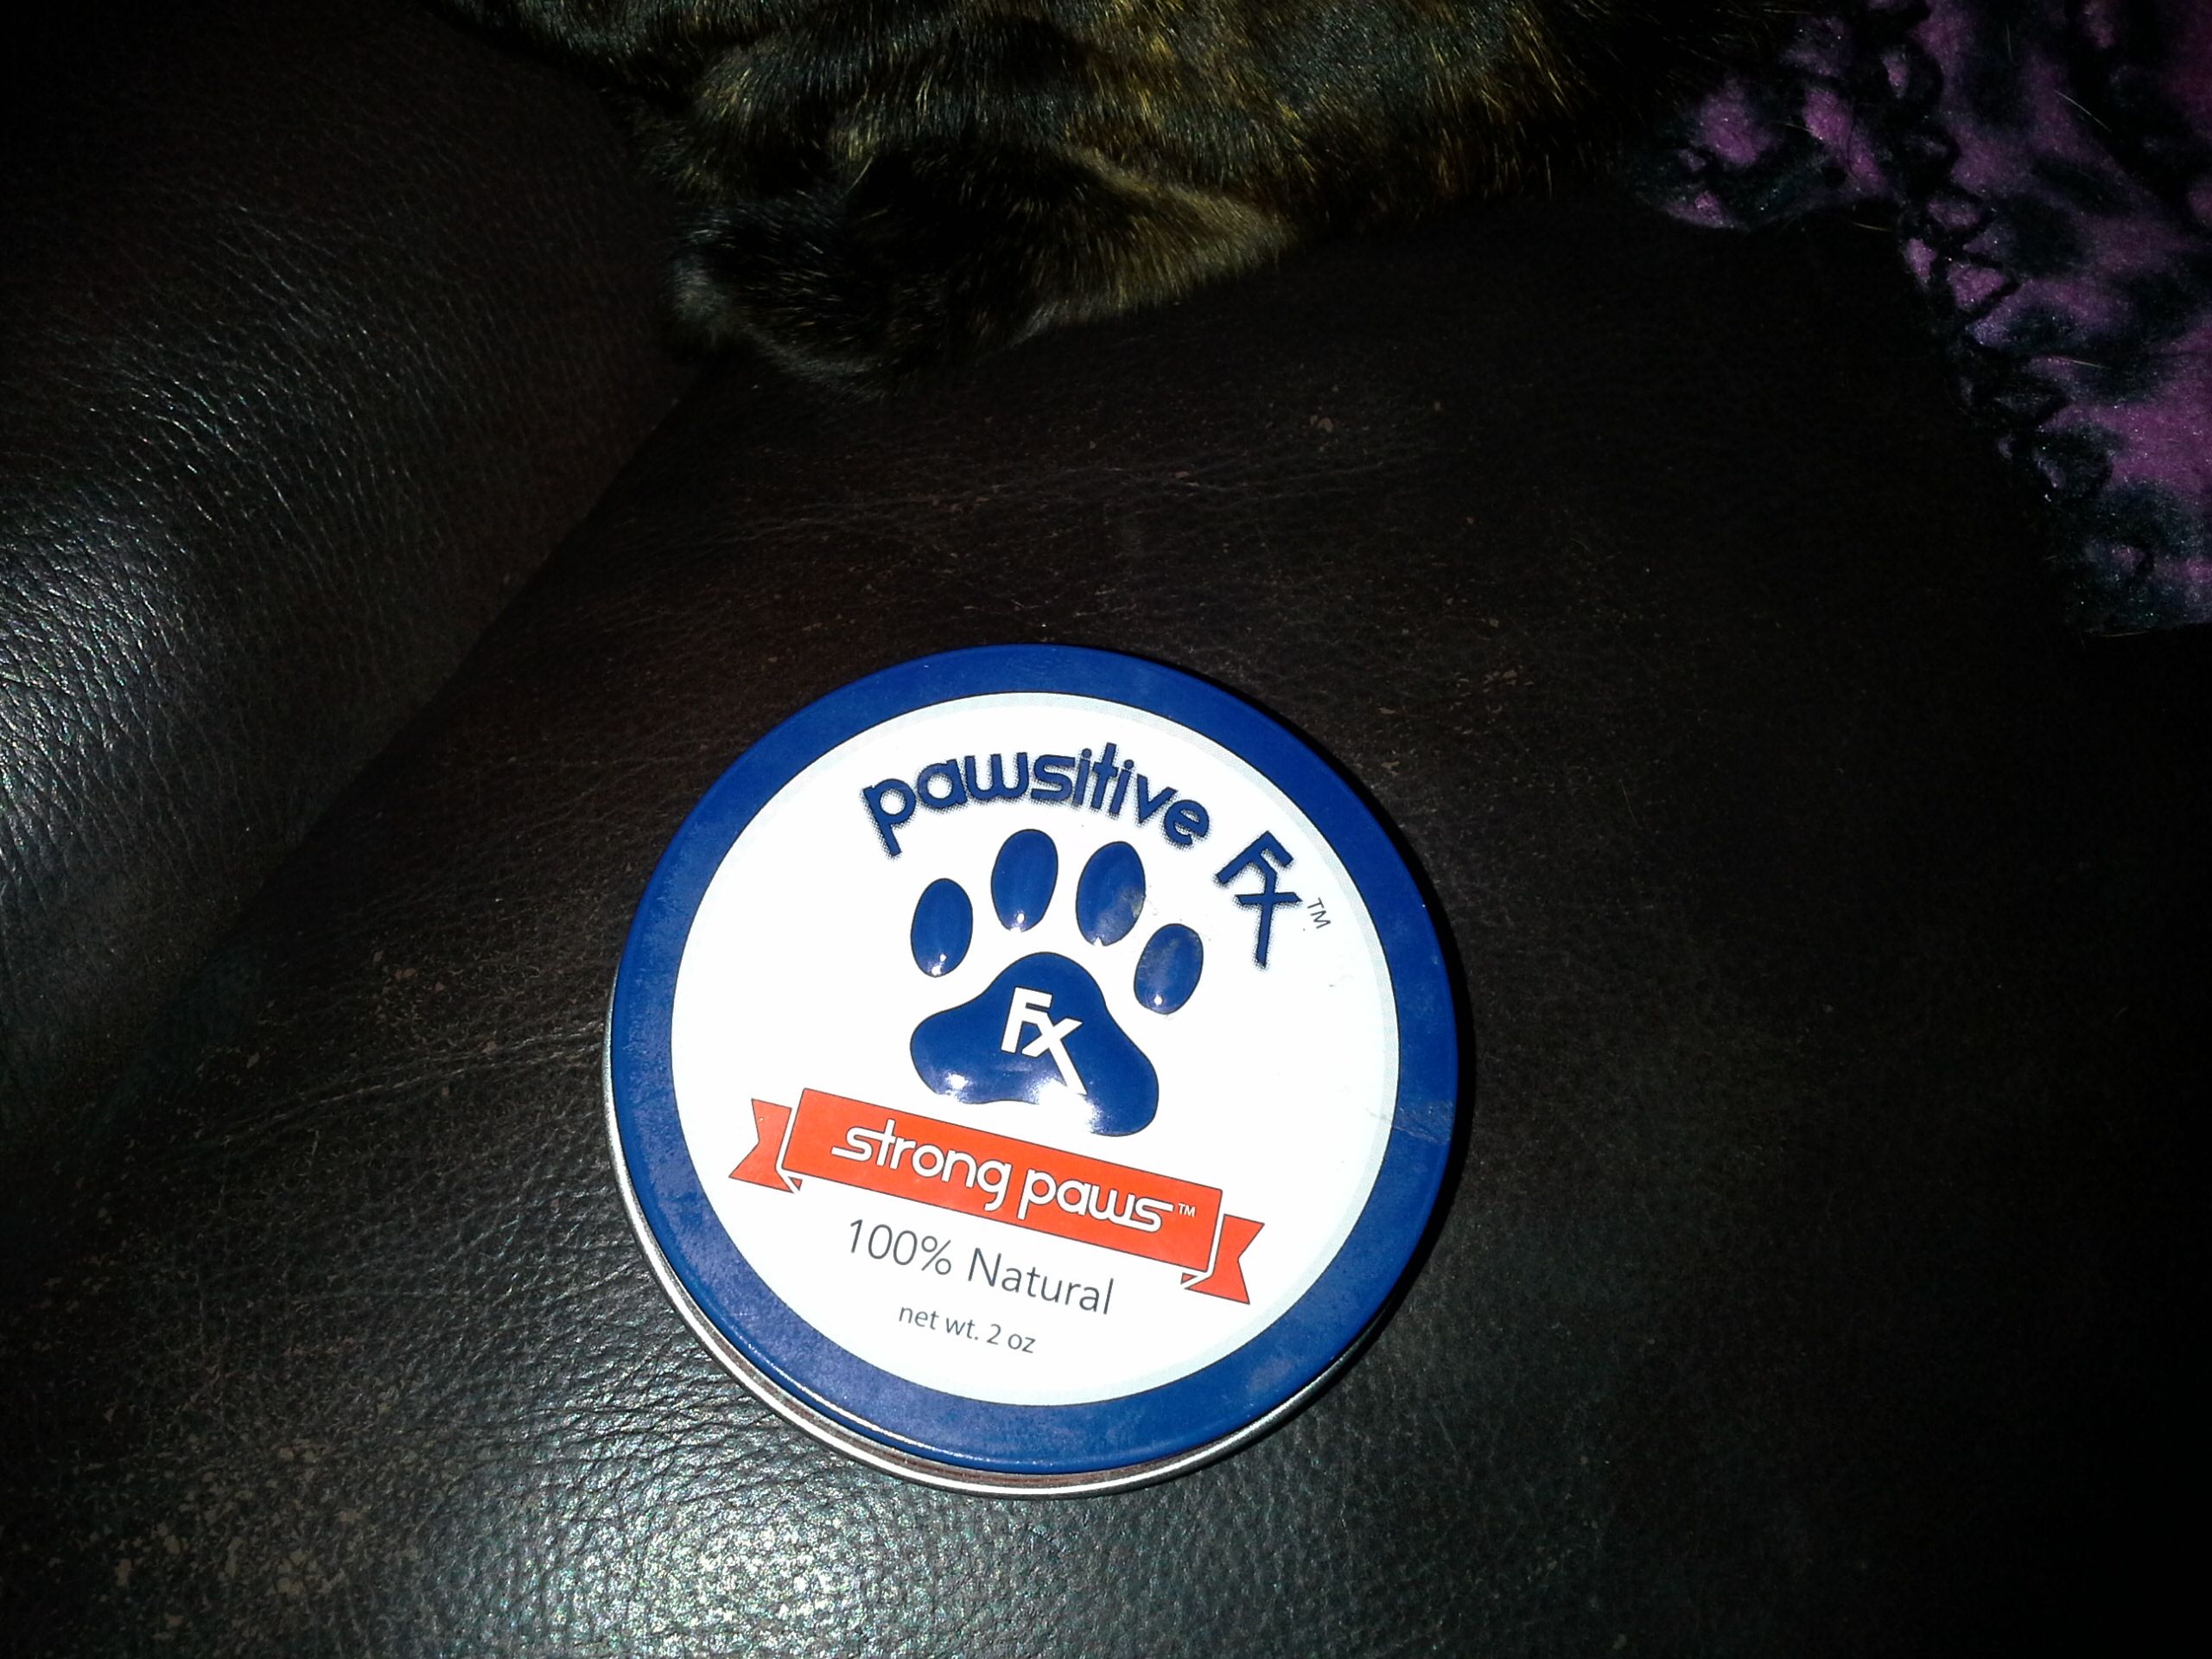 pawsitive Fx™
Fx
strong paws™
100% Natural
net wt. 2 oz